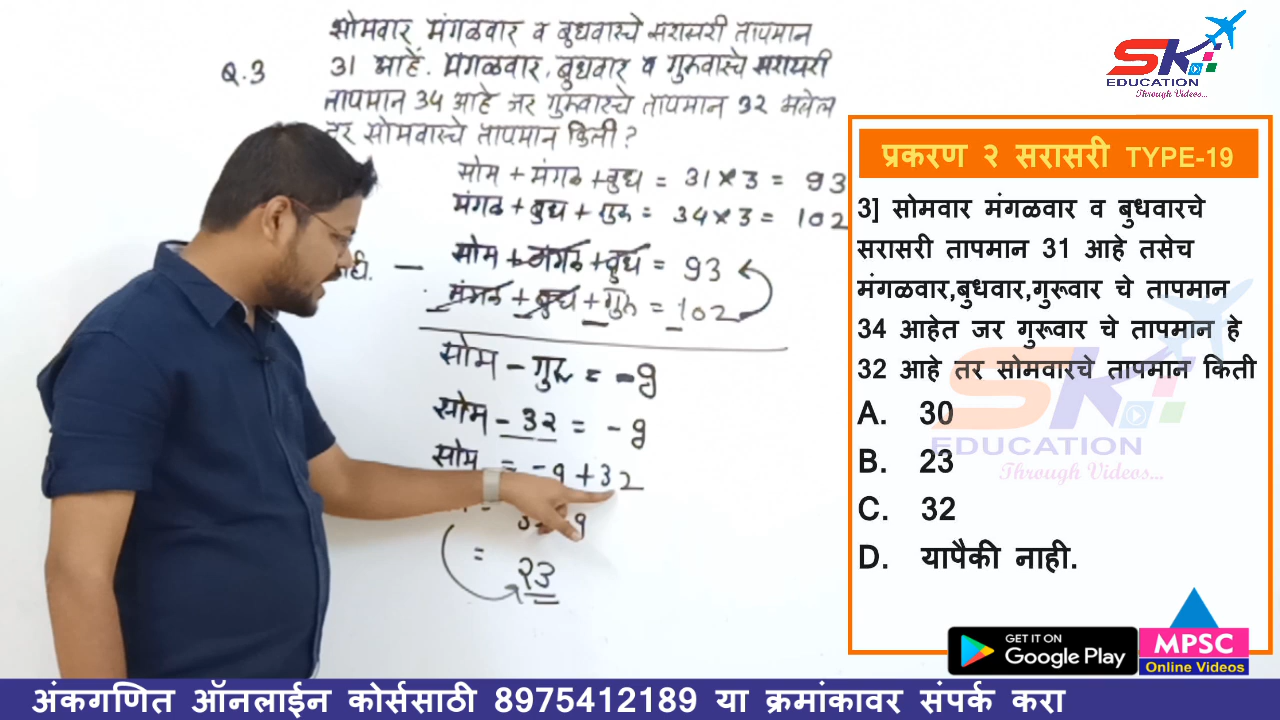 सोमवार मंगळवार व बुधवारचे सरासरी तापमान
Q.3 31 आहे. मंगळवार, बुधवार व गुरुवारचे सरासरी
तापमान 34 आहे जर गुरुवारचे तापमान 32 असेल
तर सोमवारचे तापमान किती?
सोम + मंगळ + बुध = 31 × 3 = 93
मंगळ + बुध + गुरु = 34 × 3 = 102
सोम + मंगळ + बुध = 93
नाही. —
मंगळ + बुध + गुरु = 102
सोम - गुरु = -9
सोम - 32 = -9
सोम = -9 + 32
= 23
SK
EDUCATION
Through Videos...
प्रकरण २ सरासरी TYPE-19
3] सोमवार मंगळवार व बुधवारचे
सरासरी तापमान 31 आहे तसेच
मंगळवार,बुधवार,गुरूवार चे तापमान
34 आहेत जर गुरूवार चे तापमान हे
32 आहे तर सोमवारचे तापमान किती
A. 30
B. 23
C. 32
D. यापैकी नाही.
SK
EDUCATION
Through Videos...
GET IT ON
Google Play
MPSC
Online Videos
अंकगणित ऑनलाईन कोर्ससाठी 8975412189 या क्रमांकावर संपर्क करा